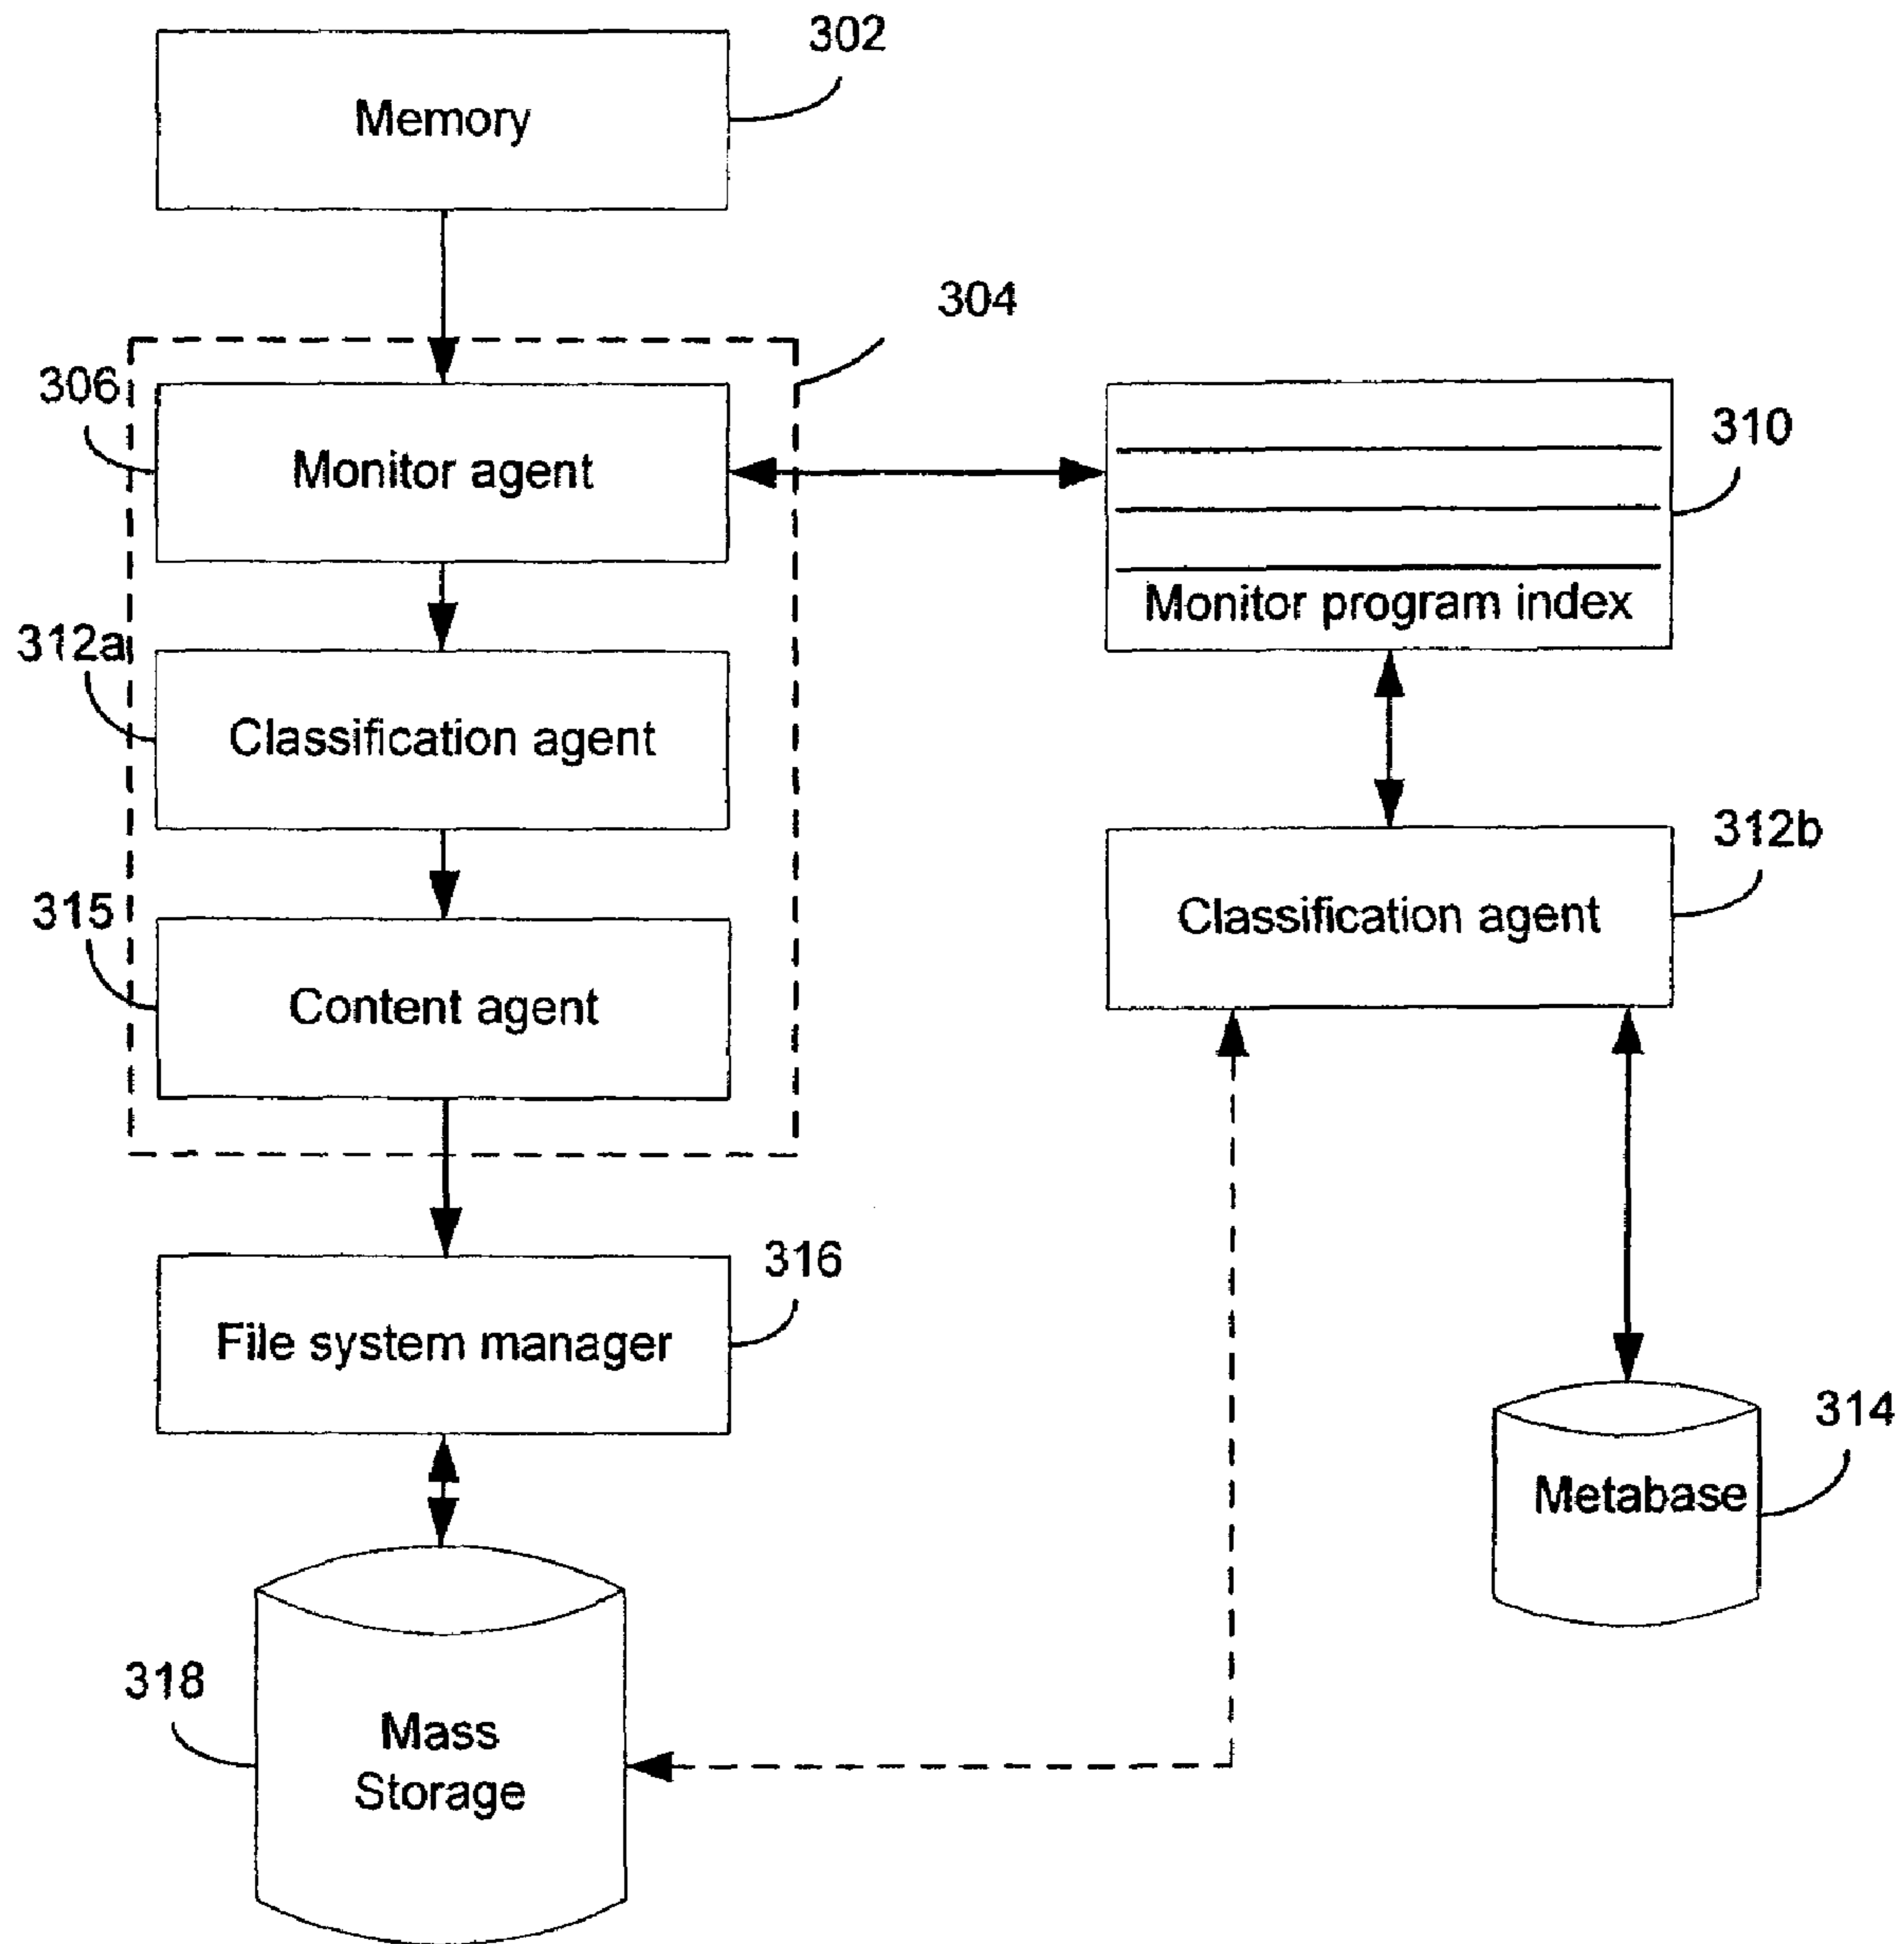 302
Memory
304
306
Monitor agent
310
Monitor program index
312a
Classification agent
312b
Classification agent
315
Content agent
316
File system manager
314
Metabase
318
Mass
Storage